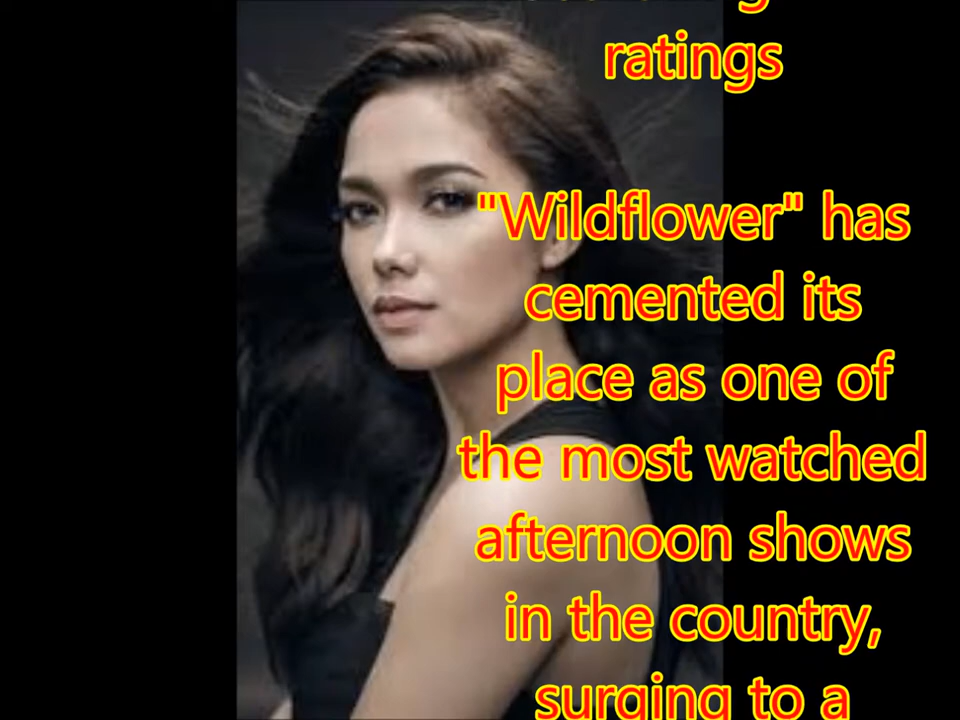 ratings
"Wildflower" has
cemented its
place as one of
the most watched
afternoon shows
in the country,
surging to a